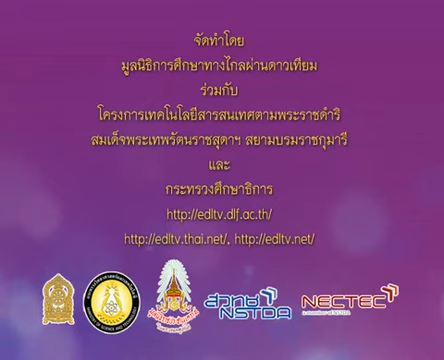 จัดทำโดย
มูลนิธิการศึกษาทางไกลผ่านดาวเทียม
ร่วมกับ
โครงการเทคโนโลยีสารสนเทศตามพระราชดำริ
สมเด็จพระเทพรัตนราชสุดาฯ สยามบรมราชกุมารี
และ
กระทรวงศึกษาธิการ
http://edltv.dlf.ac.th/
http://edltv.thai.net/, http://edltv.net/
สวทช
NSTDA
NECTEC
a member of NSTDA